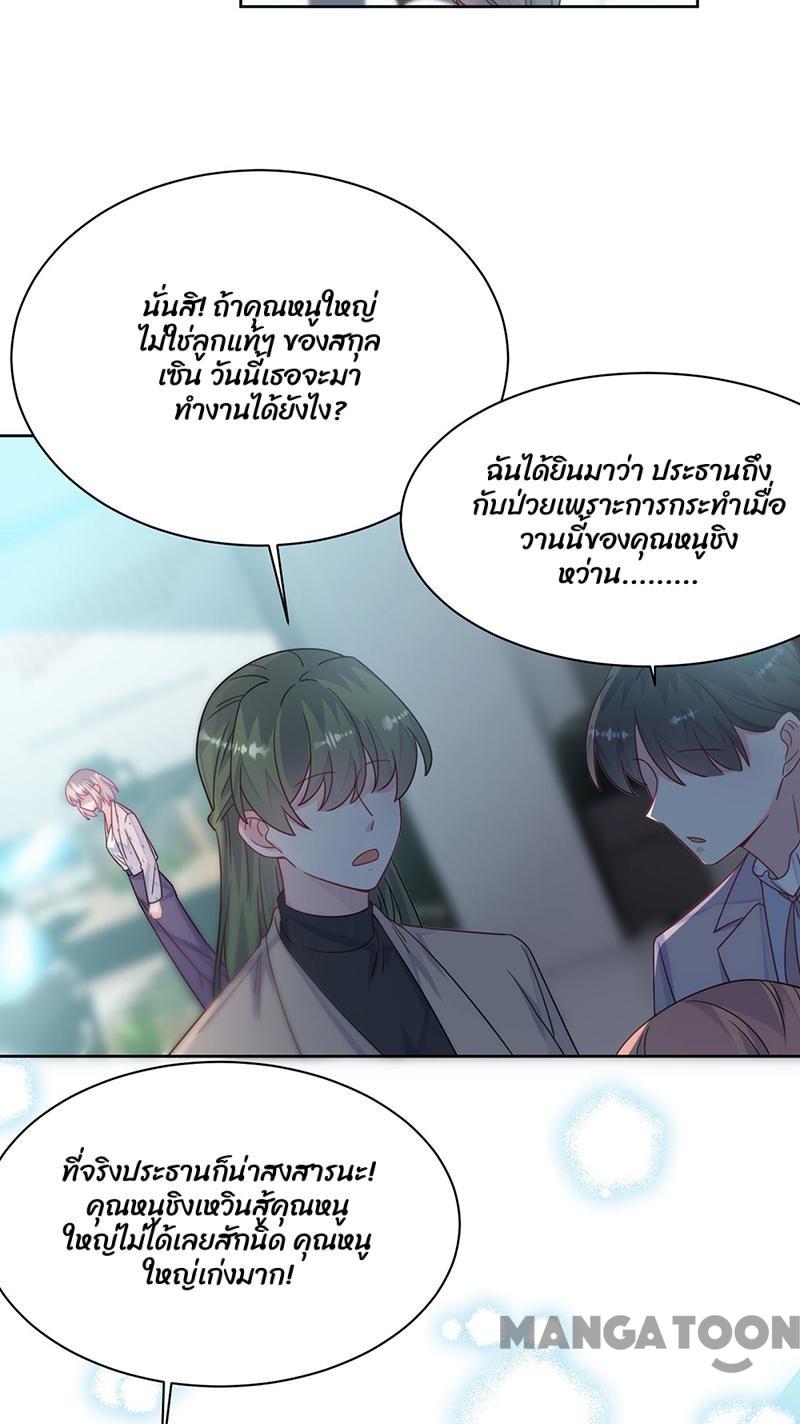 นั่นสิ! ถ้าคุณหนูใหญ่
ไม่ใช่ลูกแท้ๆ ของสกุล
เซิน วันนี้เธอจะมา
ทำงานได้ยังไง?
ฉันได้ยินมาว่า ประธานถึง
กับป่วยเพราะการกระทำเมื่อ
วานนี้ของคุณหนูชิง
หว่าน.........
ที่จริงประธานก็น่าสงสารนะ!
คุณหนูชิงเหวินสู้คุณหนู
ใหญ่ไม่ได้เลยสักนิด คุณหนู
ใหญ่เก่งมาก!
MANGATOON